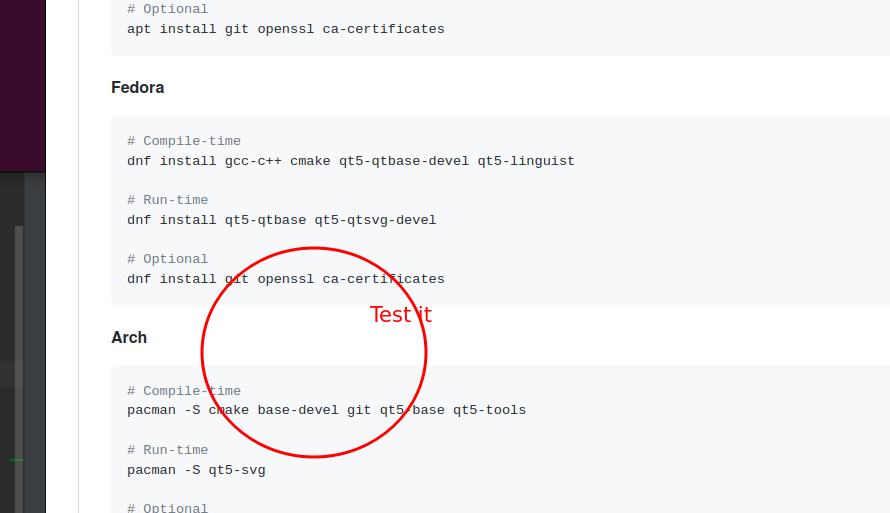 # Optional
apt install git openssl ca-certificates
Fedora
# Compile-time
dnf install gcc-c++ cmake qt5-qtbase-devel qt5-linguist
# Run-time
dnf install qt5-qtbase qt5-qtsvg-devel
# Optional
dnf install git openssl ca-certificates
Test it
Arch
# Compile-time
pacman -S cmake base-devel git qt5-base qt5-tools
# Run-time
pacman -S qt5-svg
# Optional